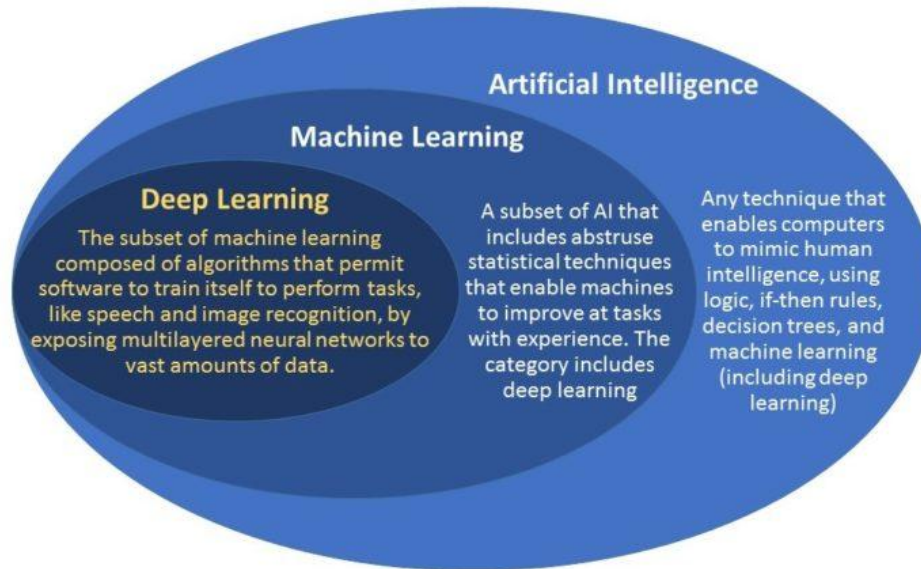 Artificial Intelligence
Machine Learning
Deep Learning
The subset of machine learning
composed of algorithms that permit
software to train itself to perform tasks,
like speech and image recognition, by
exposing multilayered neural networks to
vast amounts of data.
A subset of AI that
includes abstruse
statistical techniques
that enable machines
to improve at tasks
with experience. The
category includes
deep learning
Any technique that
enables computers
to mimic human
intelligence, using
logic, if-then rules,
decision trees, and
machine learning
(including deep
learning)